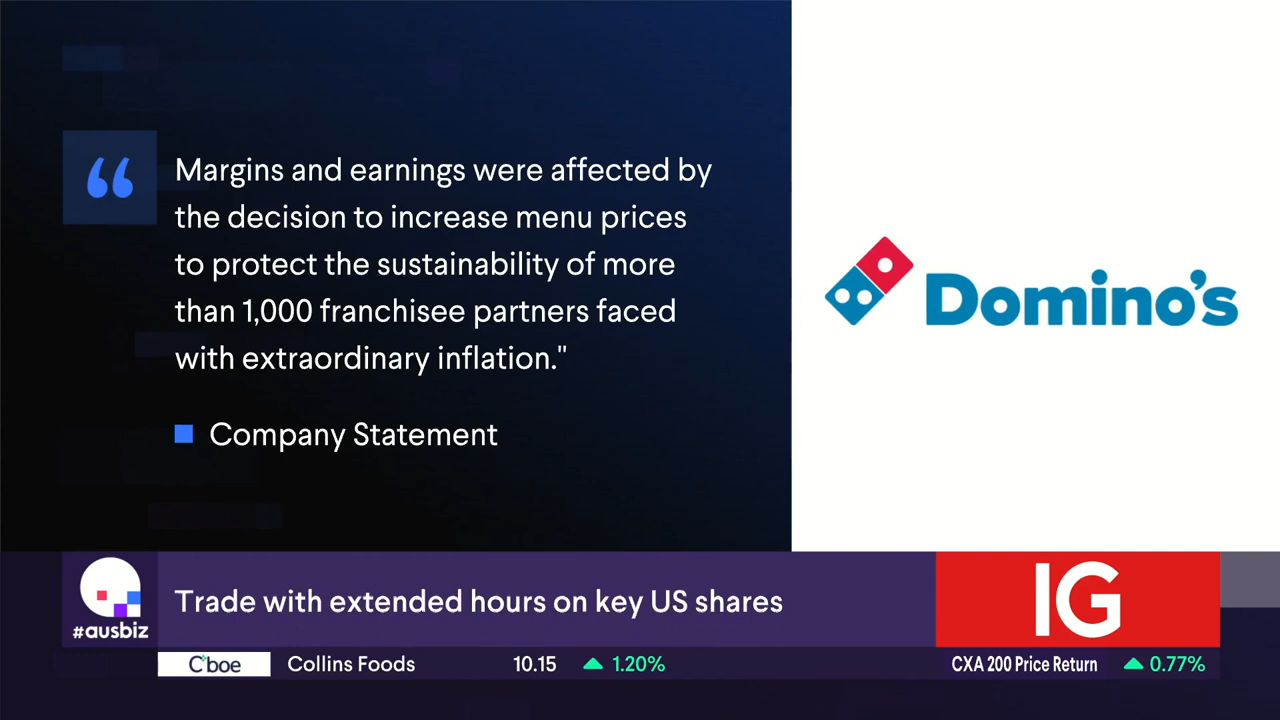 “
Margins and earnings were affected by
the decision to increase menu prices
to protect the sustainability of more
than 1,000 franchisee partners faced
with extraordinary inflation."
Company Statement
Domino's
#ausbiz
Trade with extended hours on key US shares
IG
Cboe
Collins Foods 10.15 1.20%
CXA 200 Price Return 0.77%